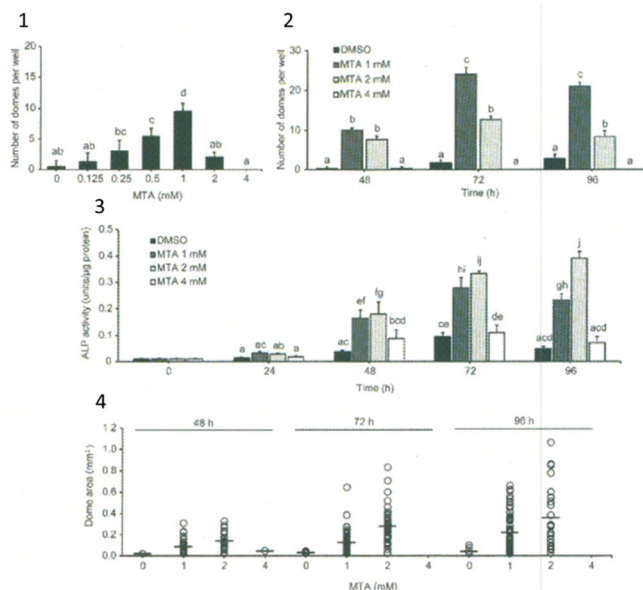 1
Number of domes per well
20
15
10
5
0
ab
ab
bc
c
d
ab
a
0 0.125 0.25 0.5 1 2 4
MTA (mM)
2
Number of domes per well
30
20
10
0
DMSO
MTA 1 mM
MTA 2 mM
MTA 4 mM
a b b a
a c b a
a c b a
48 72 96
Time (h)
3
ALP activity (units/μg protein)
0.5
0.4
0.3
0.2
0.1
0
DMSO
MTA 1 mM
MTA 2 mM
MTA 4 mM
a ac ab a
ac ef fg bcd
ce hi ij de
acd gh j acd
0 24 48 72 96
Time (h)
4
48 h 72 h 96 h
Dome area (mm²)
1.2
1.0
0.8
0.6
0.4
0.2
0
0 1 2 4 0 1 2 4 0 1 2 4
MTA (mM)